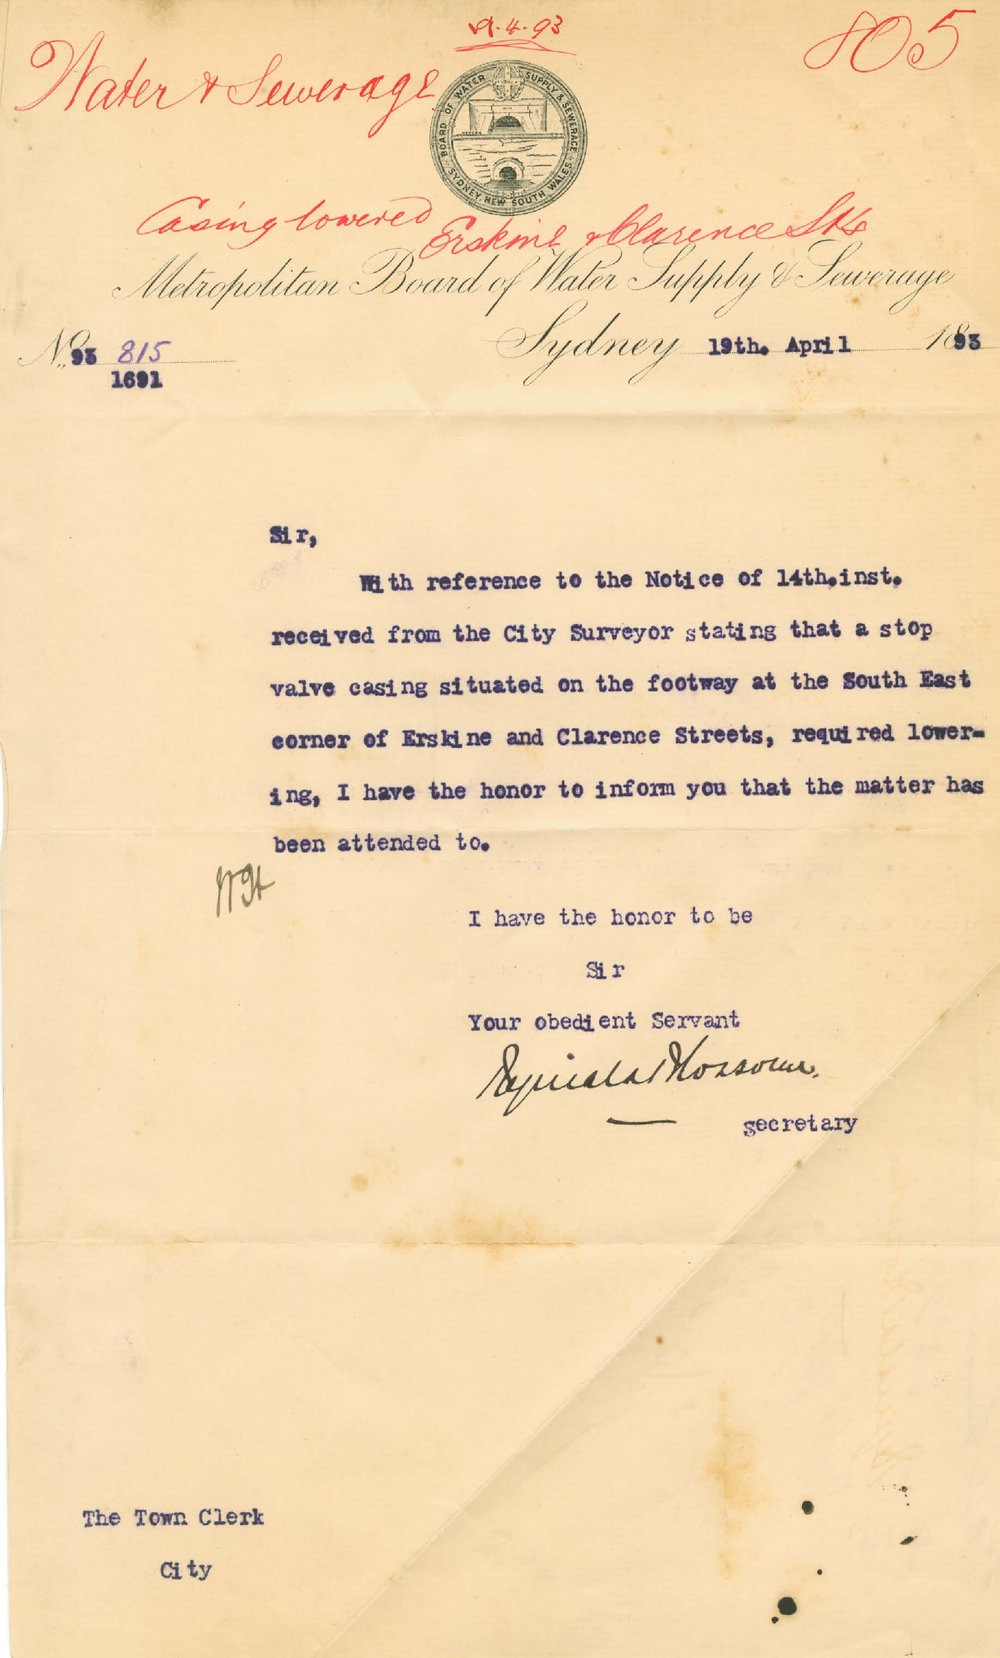 .4.93
805
Water & Sewerage
BOARD OF WATER SUPPLY & SEWERAGE
SYDNEY, NEW SOUTH WALES
Casing lowered
Erskine & Clarence Sts
Metropolitan Board of Water Supply & Sewerage
No. 93 815
1691
Sydney 19th. April 1893
Sir,
With reference to the Notice of 14th.inst.
received from the City Surveyor stating that a stop
valve casing situated on the footway at the South East
corner of Erskine and Clarence Streets, required lower-
ing, I have the honor to inform you that the matter has
been attended to.
I have the honor to be
Sir
Your obedient Servant
secretary
The Town Clerk
City